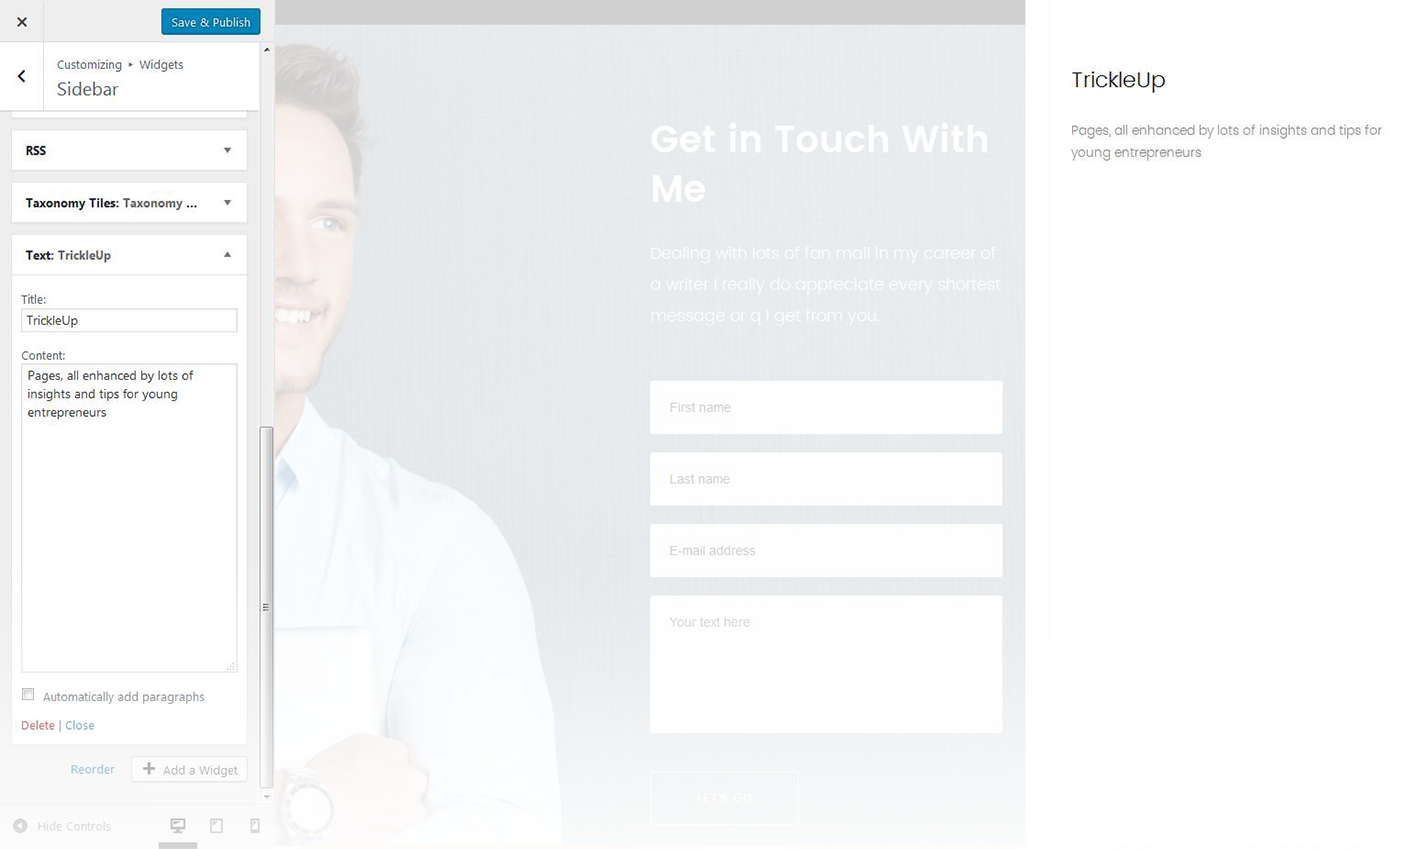 Save & Publish
Customizing ▸ Widgets
Sidebar
RSS
Taxonomy Tiles: Taxonomy ...
Text: TrickleUp
Title:
TrickleUp
Content:
Pages, all enhanced by lots of
insights and tips for young
entrepreneurs
Automatically add paragraphs
Delete | Close
Reorder
Add a Widget
Hide Controls
Get in Touch With
Me
Dealing with lots of fan mail in my career of
a writer I really do appreciate every shortest
message or q I get from you.
First name
Last name
E-mail address
Your text here
LET'S GO
TrickleUp
Pages, all enhanced by lots of insights and tips for
young entrepreneurs